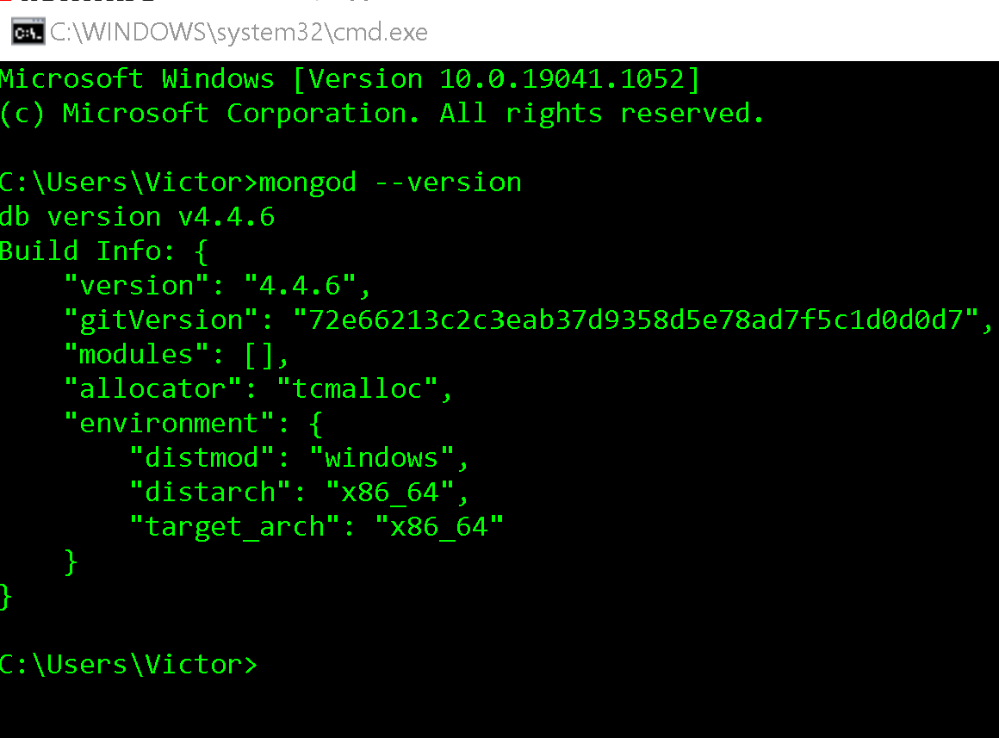 C:\WINDOWS\system32\cmd.exe
Microsoft Windows [Version 10.0.19041.1052]
(c) Microsoft Corporation. All rights reserved.
C:\Users\Victor>mongod --version
db version v4.4.6
Build Info: {
    "version": "4.4.6",
    "gitVersion": "72e66213c2c3eab37d9358d5e78ad7f5c1d0d0d7",
    "modules": [],
    "allocator": "tcmalloc",
    "environment": {
        "distmod": "windows",
        "distarch": "x86_64",
        "target_arch": "x86_64"
    }
}
C:\Users\Victor>